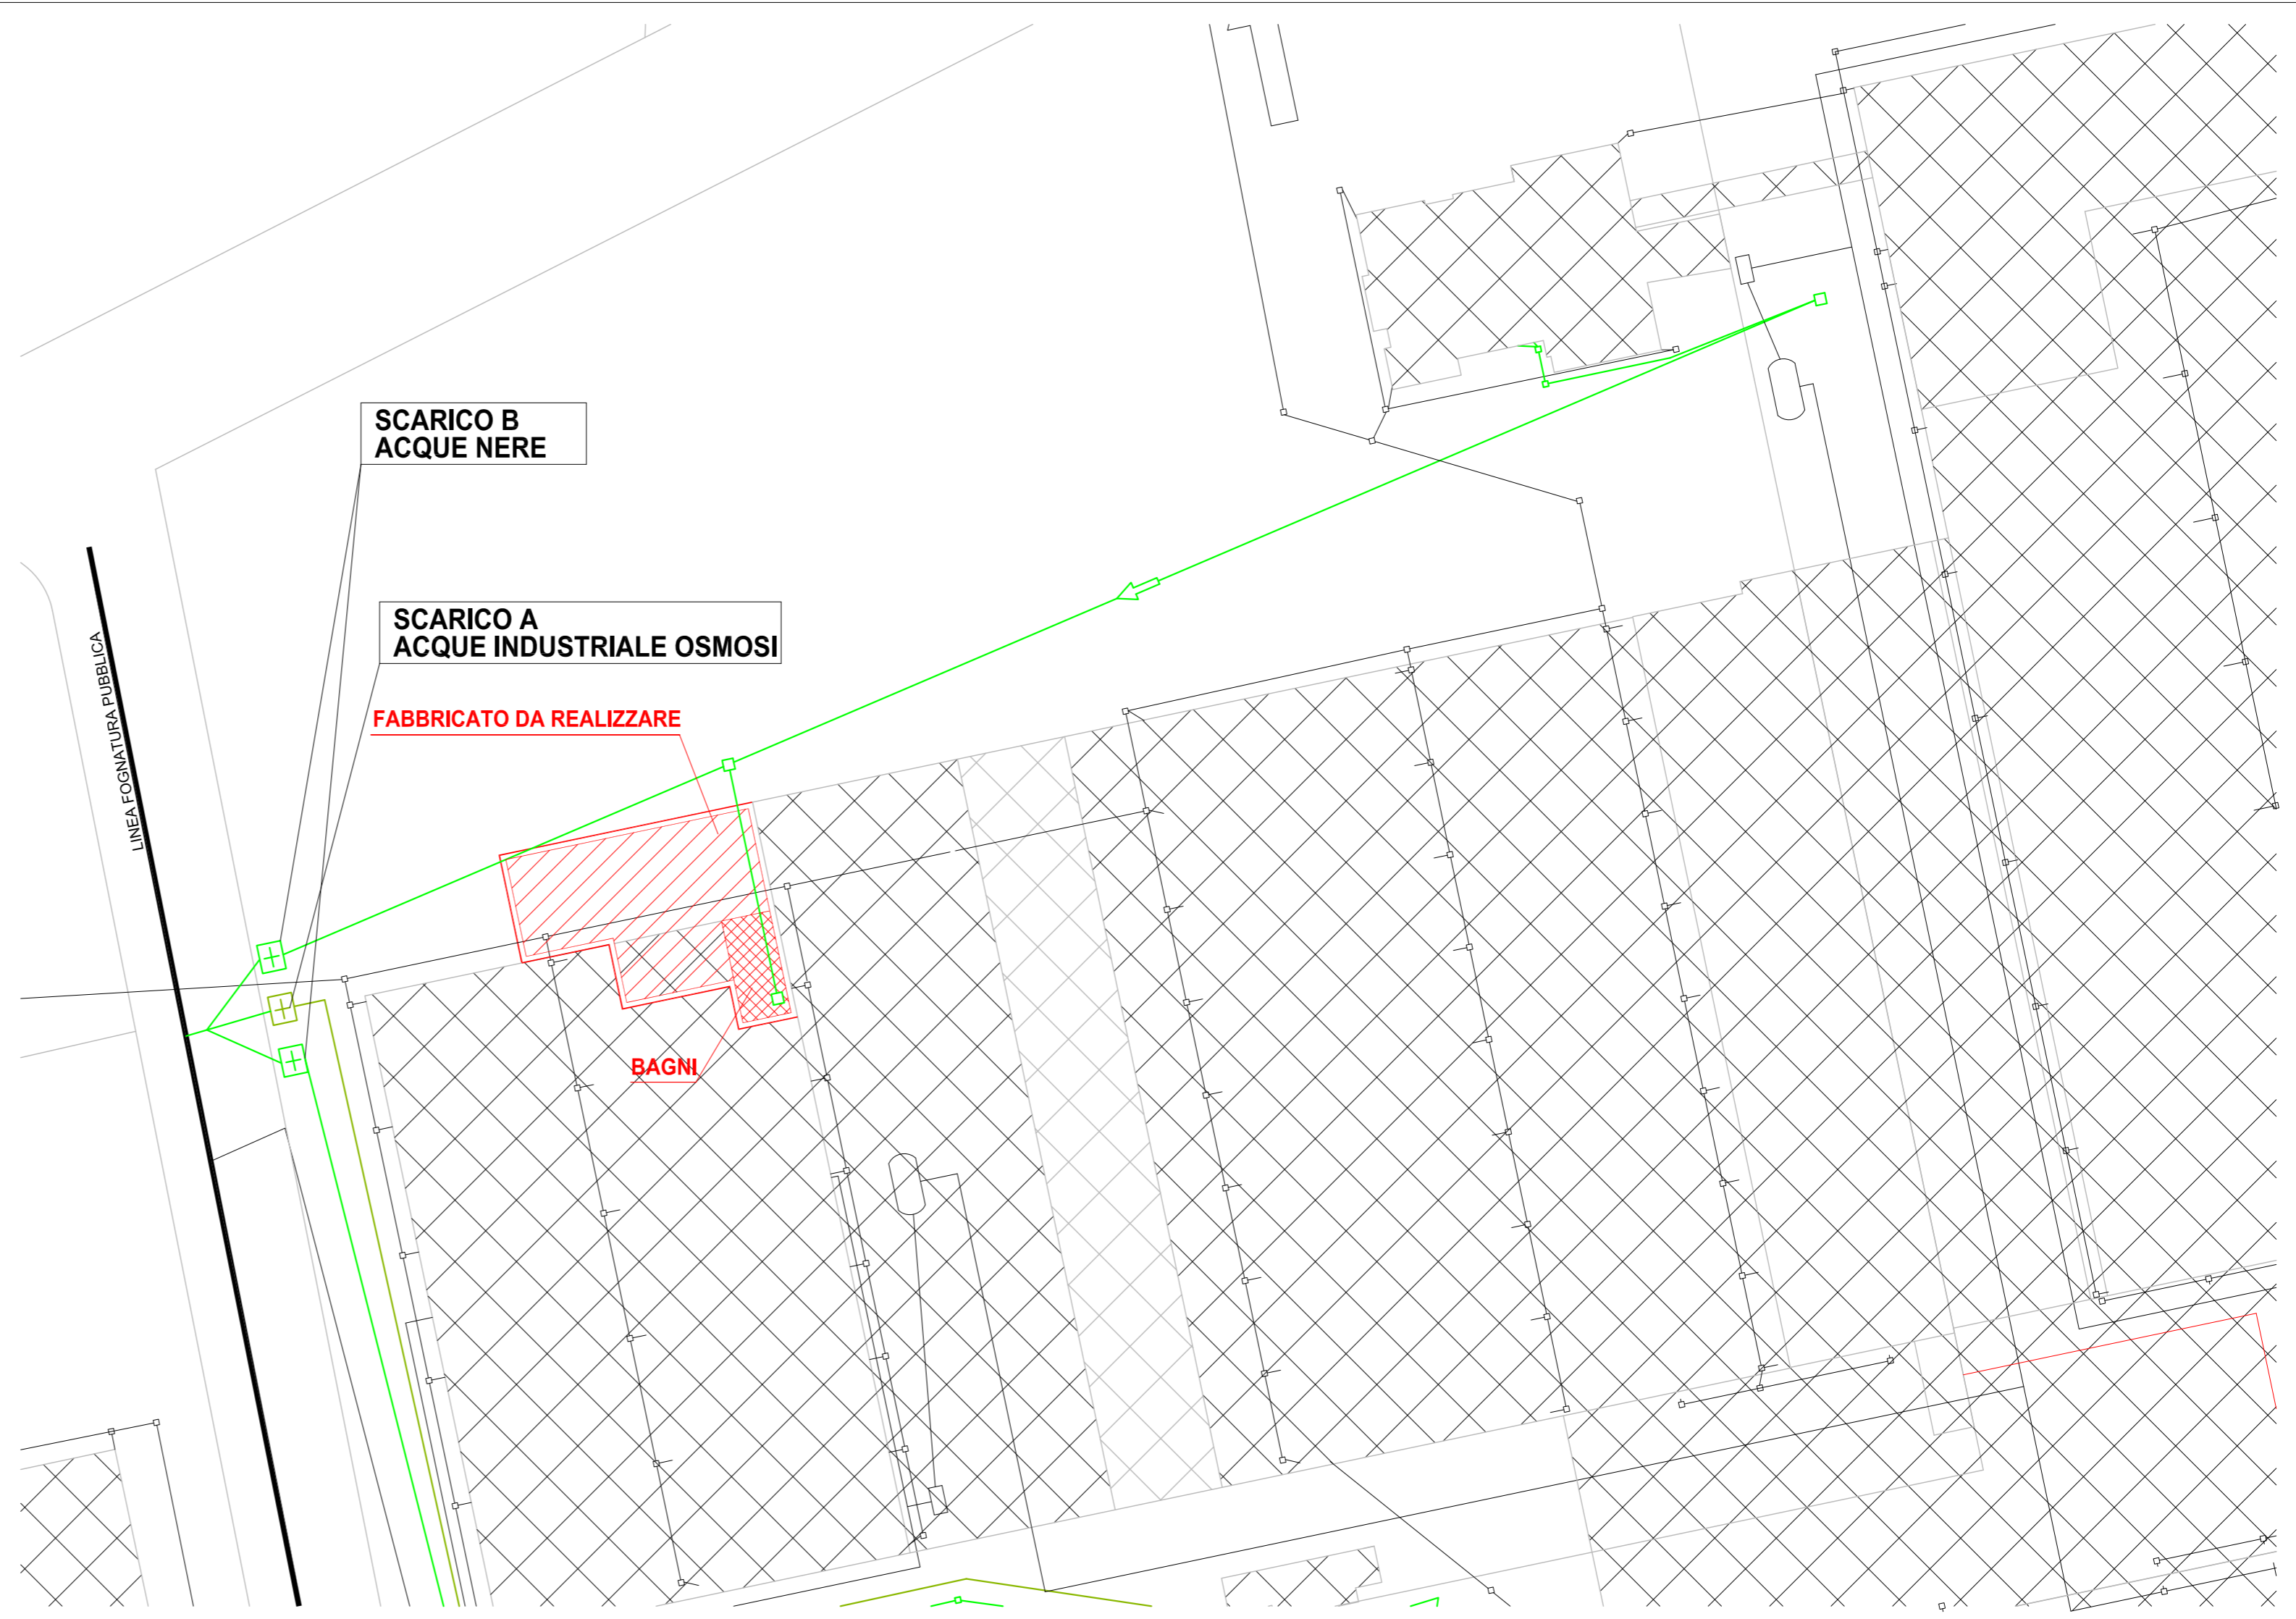 SCARICO B
ACQUE NERE
SCARICO A
ACQUE INDUSTRIALE OSMOSI
LINEA FOGNATURA PUBBLICA
FABBRICATO DA REALIZZARE
BAGNI